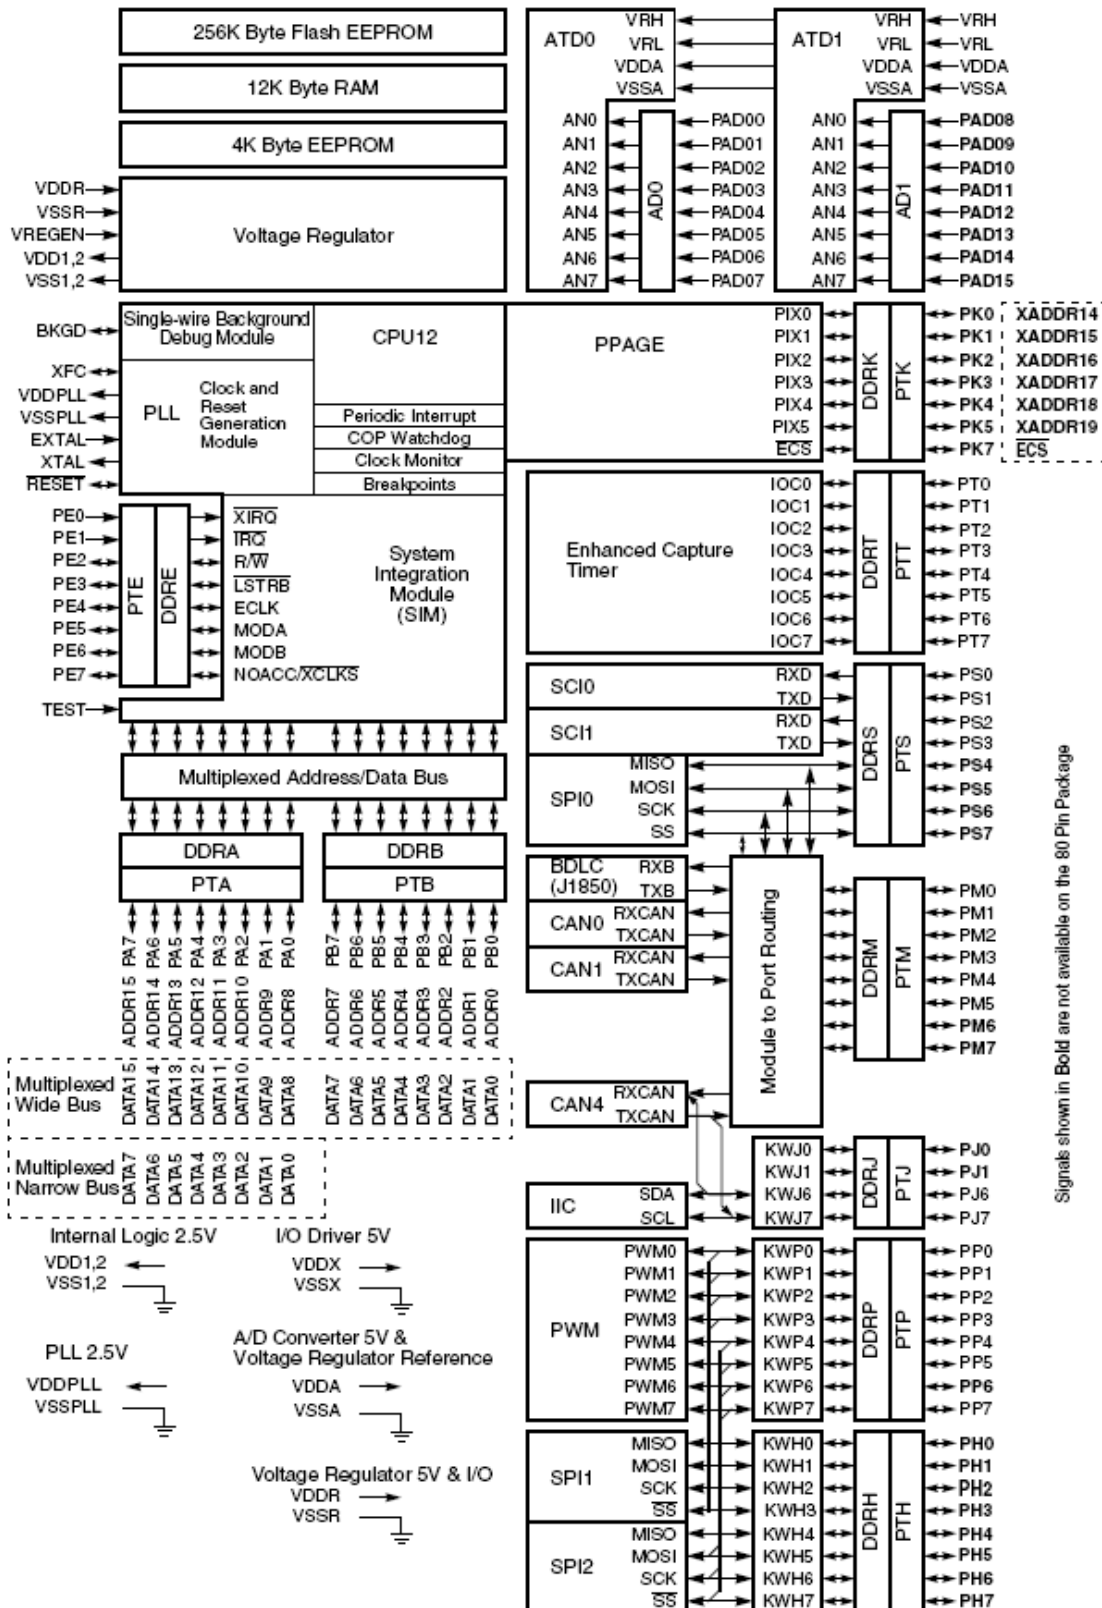 256K Byte Flash EEPROM
12K Byte RAM
4K Byte EEPROM
VDDR
VSSR
VREGEN
VDD1,2
VSS1,2
Voltage Regulator
ATD0
VRH
VRL
VDDA
VSSA
AN0
AN1
AN2
AN3
AN4
AN5
AN6
AN7
AD0
PAD00
PAD01
PAD02
PAD03
PAD04
PAD05
PAD06
PAD07
ATD1
VRH
VRL
VDDA
VSSA
VRH
VRL
VDDA
VSSA
AN0
AN1
AN2
AN3
AN4
AN5
AN6
AN7
AD1
PAD08
PAD09
PAD10
PAD11
PAD12
PAD13
PAD14
PAD15
BKGD
XFC
VDDPLL
VSSPLL
EXTAL
XTAL
RESET
Single-wire Background
Debug Module
CPU12
PLL
Clock and
Reset
Generation
Module
Periodic Interrupt
COP Watchdog
Clock Monitor
Breakpoints
PPAGE
PIX0
PIX1
PIX2
PIX3
PIX4
PIX5
ECS
DDRK
PTK
PK0 XADDR14
PK1 XADDR15
PK2 XADDR16
PK3 XADDR17
PK4 XADDR18
PK5 XADDR19
PK7 ECS
PE0
PE1
PE2
PE3
PE4
PE5
PE6
PE7
TEST
PTE
DDRE
XIRQ
IRQ
R/W
LSTRB
ECLK
MODA
MODB
NOACC/XCLKS
System
Integration
Module
(SIM)
Enhanced Capture
Timer
IOC0
IOC1
IOC2
IOC3
IOC4
IOC5
IOC6
IOC7
DDRT
PTT
PT0
PT1
PT2
PT3
PT4
PT5
PT6
PT7
SCI0
RXD
TXD
SCI1
RXD
TXD
SPI0
MISO
MOSI
SCK
SS
DDRS
PTS
PS0
PS1
PS2
PS3
PS4
PS5
PS6
PS7
Multiplexed Address/Data Bus
DDRA
PTA
DDRB
PTB
PA7
PA6
PA5
PA4
PA3
PA2
PA1
PA0
PB7
PB6
PB5
PB4
PB3
PB2
PB1
PB0
ADDR15
ADDR14
ADDR13
ADDR12
ADDR11
ADDR10
ADDR9
ADDR8
ADDR7
ADDR6
ADDR5
ADDR4
ADDR3
ADDR2
ADDR1
ADDR0
Multiplexed
Wide Bus
DATA15
DATA14
DATA13
DATA12
DATA11
DATA10
DATA9
DATA8
DATA7
DATA6
DATA5
DATA4
DATA3
DATA2
DATA1
DATA0
Multiplexed
Narrow Bus
DATA7
DATA6
DATA5
DATA4
DATA3
DATA2
DATA1
DATA0
BDLC
(J1850)
RXB
TXB
CAN0
RXCAN
TXCAN
CAN1
RXCAN
TXCAN
CAN4
RXCAN
TXCAN
Module to Port Routing
DDRM
PTM
PM0
PM1
PM2
PM3
PM4
PM5
PM6
PM7
IIC
SDA
SCL
KWJ0
KWJ1
KWJ6
KWJ7
DDRJ
PTJ
PJ0
PJ1
PJ6
PJ7
PWM
PWM0
PWM1
PWM2
PWM3
PWM4
PWM5
PWM6
PWM7
KWP0
KWP1
KWP2
KWP3
KWP4
KWP5
KWP6
KWP7
DDRP
PTP
PP0
PP1
PP2
PP3
PP4
PP5
PP6
PP7
SPI1
MISO
MOSI
SCK
SS
SPI2
MISO
MOSI
SCK
SS
KWH0
KWH1
KWH2
KWH3
KWH4
KWH5
KWH6
KWH7
DDRH
PTH
PH0
PH1
PH2
PH3
PH4
PH5
PH6
PH7
Internal Logic 2.5V
VDD1,2
VSS1,2
I/O Driver 5V
VDDX
VSSX
PLL 2.5V
VDDPLL
VSSPLL
A/D Converter 5V &
Voltage Regulator Reference
VDDA
VSSA
Voltage Regulator 5V & I/O
VDDR
VSSR
Signals shown in Bold are not available on the 80 Pin Package